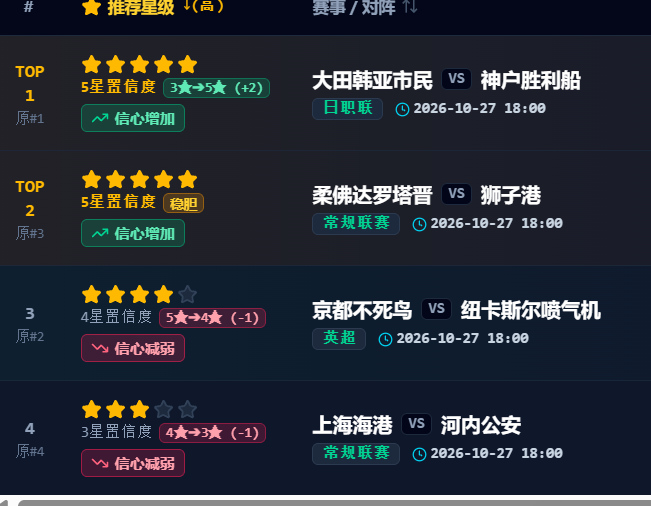 # 推荐星级 ↓(高) 赛事 / 对阵 ↑↓
TOP 1
原#1
5星置信度 3★➔5★ (+2)
信心增加
大田韩亚市民 VS 神户胜利船
日职联 2026-10-27 18:00
TOP 2
原#3
5星置信度 稳胆
信心增加
柔佛达罗塔晋 VS 狮子港
常规联赛 2026-10-27 18:00
3
原#2
4星置信度 5★➔4★ (-1)
信心减弱
京都不死鸟 VS 纽卡斯尔喷气机
英超 2026-10-27 18:00
4
原#4
3星置信度 4★➔3★ (-1)
信心减弱
上海海港 VS 河内公安
常规联赛 2026-10-27 18:00